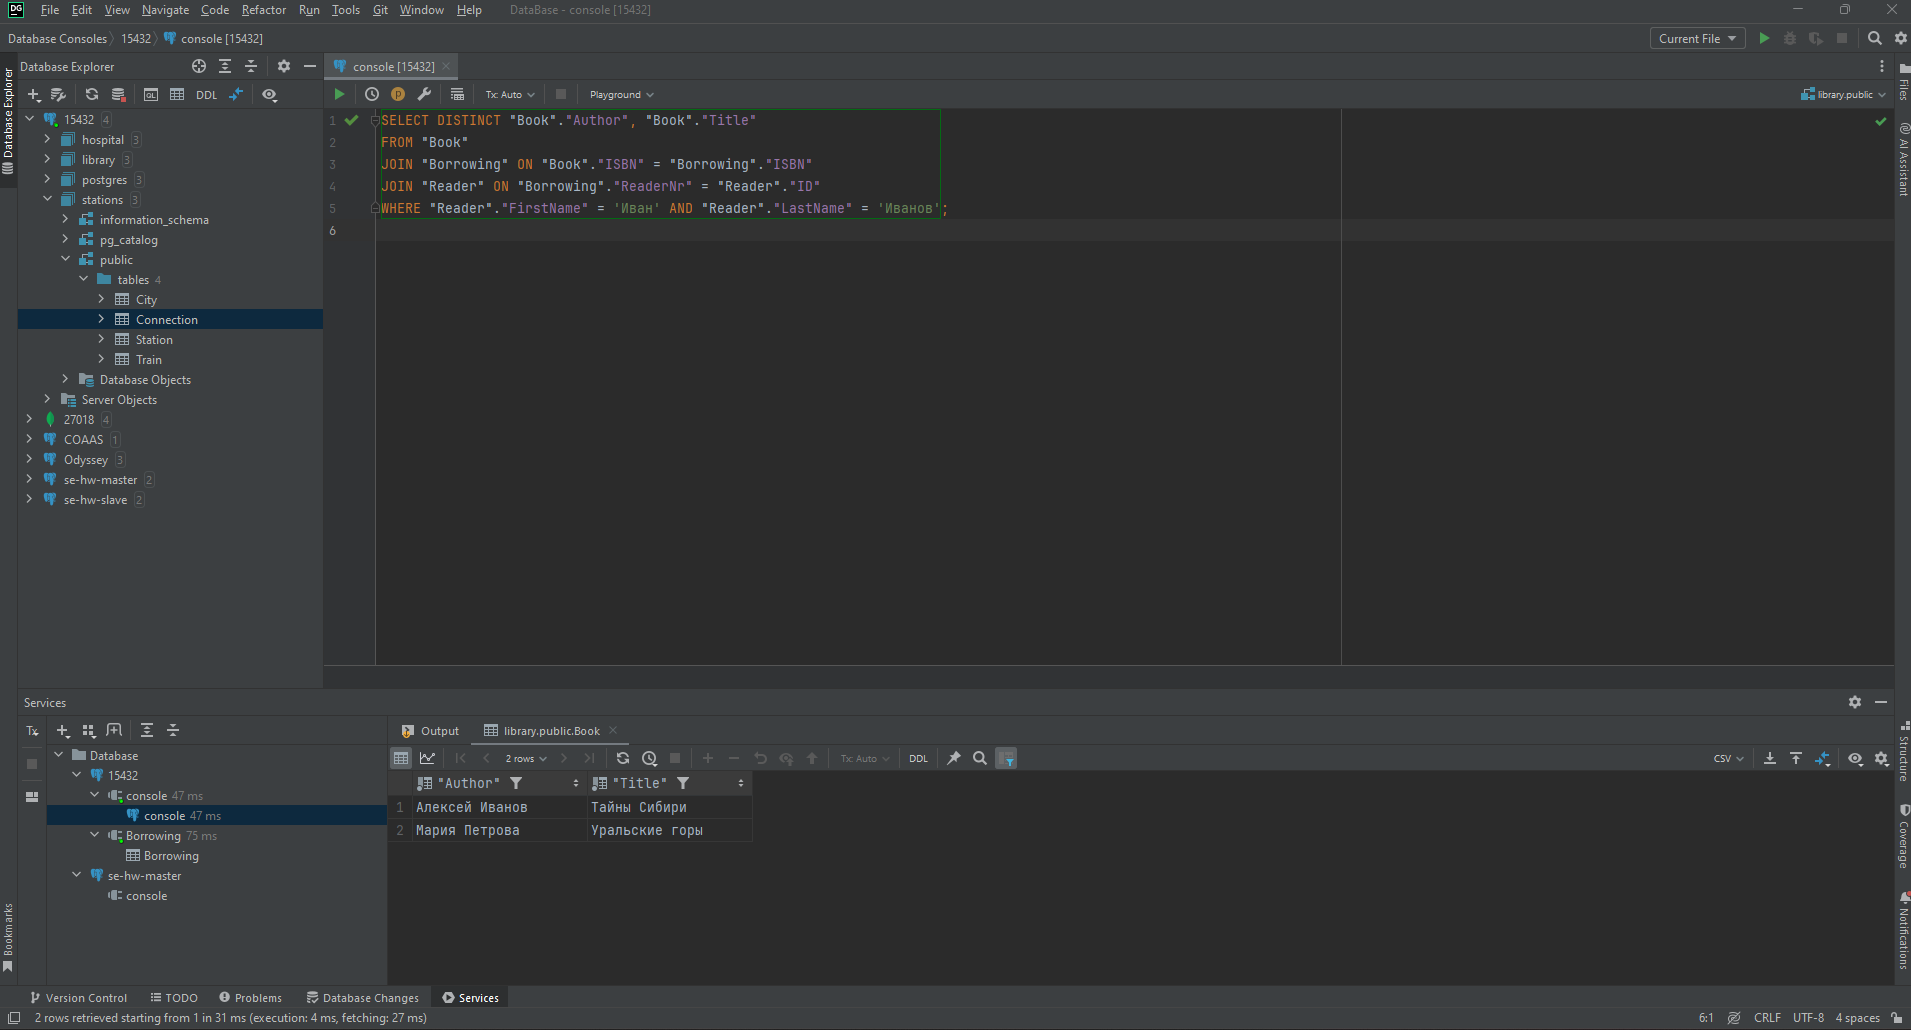 DG File Edit View Navigate Code Refactor Run Tools Git Window Help DataBase - console [15432]
Database Consoles 15432 console [15432] Current File
Database Explorer
console [15432]
DDL
Tx: Auto Playground library.public
15432 4
hospital 3
library 3
postgres 3
stations 3
information_schema
pg_catalog
public
tables 4
City
Connection
Station
Train
Database Objects
Server Objects
27018 4
COAAS 1
Odyssey 3
se-hw-master 2
se-hw-slave 2
1 SELECT DISTINCT "Book"."Author", "Book"."Title"
2 FROM "Book"
3 JOIN "Borrowing" ON "Book"."ISBN" = "Borrowing"."ISBN"
4 JOIN "Reader" ON "Borrowing"."ReaderNr" = "Reader"."ID"
5 WHERE "Reader"."FirstName" = 'Иван' AND "Reader"."LastName" = 'Иванов';
6
Database Explorer
Bookmarks
Files
AI Assistant
Structure
Coverage
Notifications
Services
Tx
Database
15432
console 47 ms
console 47 ms
Borrowing 75 ms
Borrowing
se-hw-master
console
Output library.public.Book
2 rows Tx: Auto DDL CSV
"Author" "Title"
1 Алексей Иванов Тайны Сибири
2 Мария Петрова Уральские горы
Version Control TODO Problems Database Changes Services
2 rows retrieved starting from 1 in 31 ms (execution: 4 ms, fetching: 27 ms) 6:1 CRLF UTF-8 4 spaces